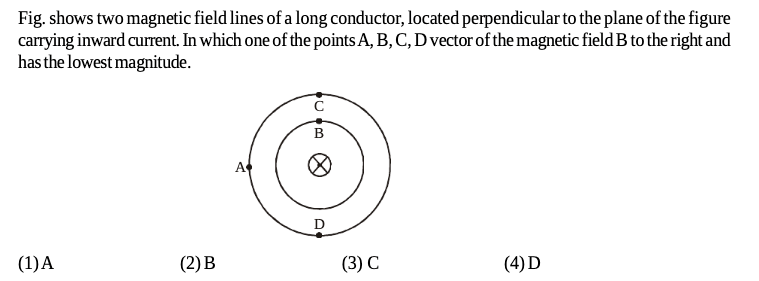 Fig. shows two magnetic field lines of a long conductor, located perpendicular to the plane of the figure
carrying inward current. In which one of the points A, B, C, D vector of the magnetic field B to the right and
has the lowest magnitude.
C
B
A
D
(1) A (2) B (3) C (4) D